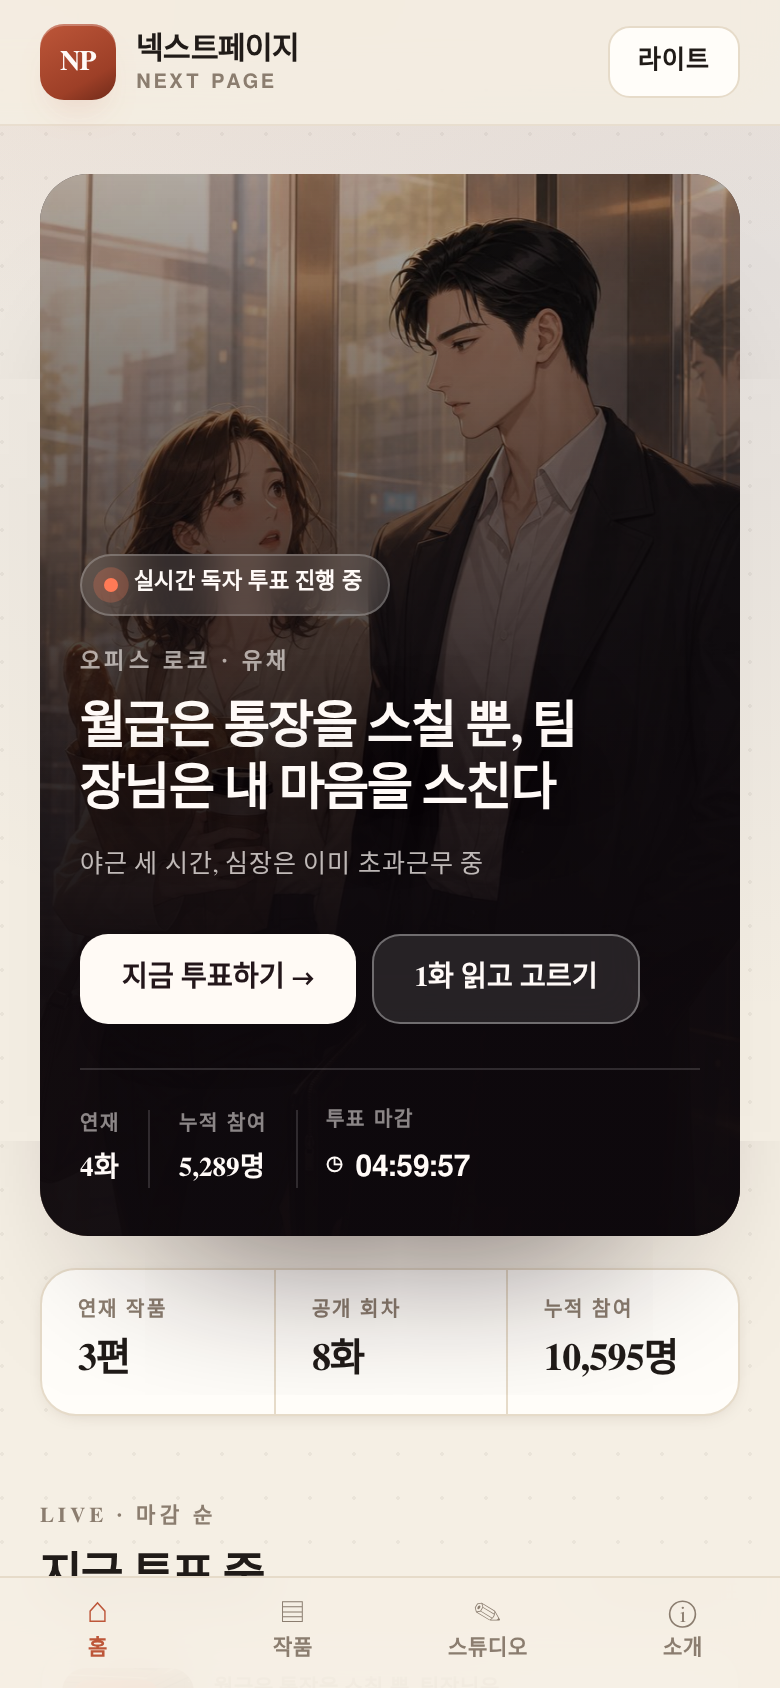 NP
넥스트페이지
NEXT PAGE
라이트
실시간 독자 투표 진행 중
오피스 로코 · 유채
월급은 통장을 스칠 뿐, 팀
장님은 내 마음을 스친다
야근 세 시간, 심장은 이미 초과근무 중
지금 투표하기 →
1화 읽고 고르기
연재
4화
누적 참여
5,289명
투표 마감
04:59:57
연재 작품
3편
공개 회차
8화
누적 참여
10,595명
LIVE · 마감 순
지금 투표 중
홈
작품
스튜디오
소개